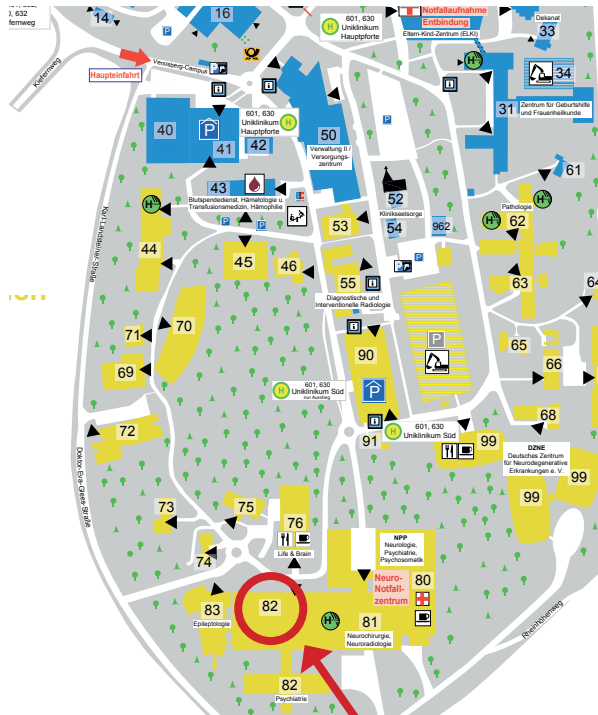 0, 632
iefernweg
14
16
601, 630
Uniklinikum
Hauptpforte
H
Notfallaufnahme
Entbindung
Eltern-Kind-Zentrum (ELKI)
Dekanat
33
Kiefernweg
Haupteinfahrt
Venusberg-Campus
P
i
H
34
31
Zentrum für Geburtshilfe
und Frauenheilkunde
40
P
41
42
601, 630
Uniklinikum
Hauptpforte
H
50
Verwaltung II /
Versorgungs-
zentrum
P
61
43
Blutspendedienst, Hämatologie u.
Transfusionsmedizin, Hämophilie
52
Klinikseelsorge
54
962
Pathologie
62
H
44
P
P
53
45
46
55
Diagnostische und
Interventionelle Radiologie
63
64
Karl-Landsteiner-Straße
70
71
69
90
P
P
65
66
601, 630
Uniklinikum Süd
nur Ausstieg
H
72
91
H
601, 630
Uniklinikum Süd
99
68
DZNE
Deutsches Zentrum
für Neurodegenerative
Erkrankungen e. V.
99
99
Doktor-Eva-Glees-Straße
73
75
76
Life & Brain
74
NPP
Neurologie,
Psychiatrie,
Psychosomatik
Neuro-
Notfall-
zentrum
80
83
Epileptologie
82
H
81
Neurochirurgie,
Neuroradiologie
82
Psychiatrie
Rheinhöhenweg